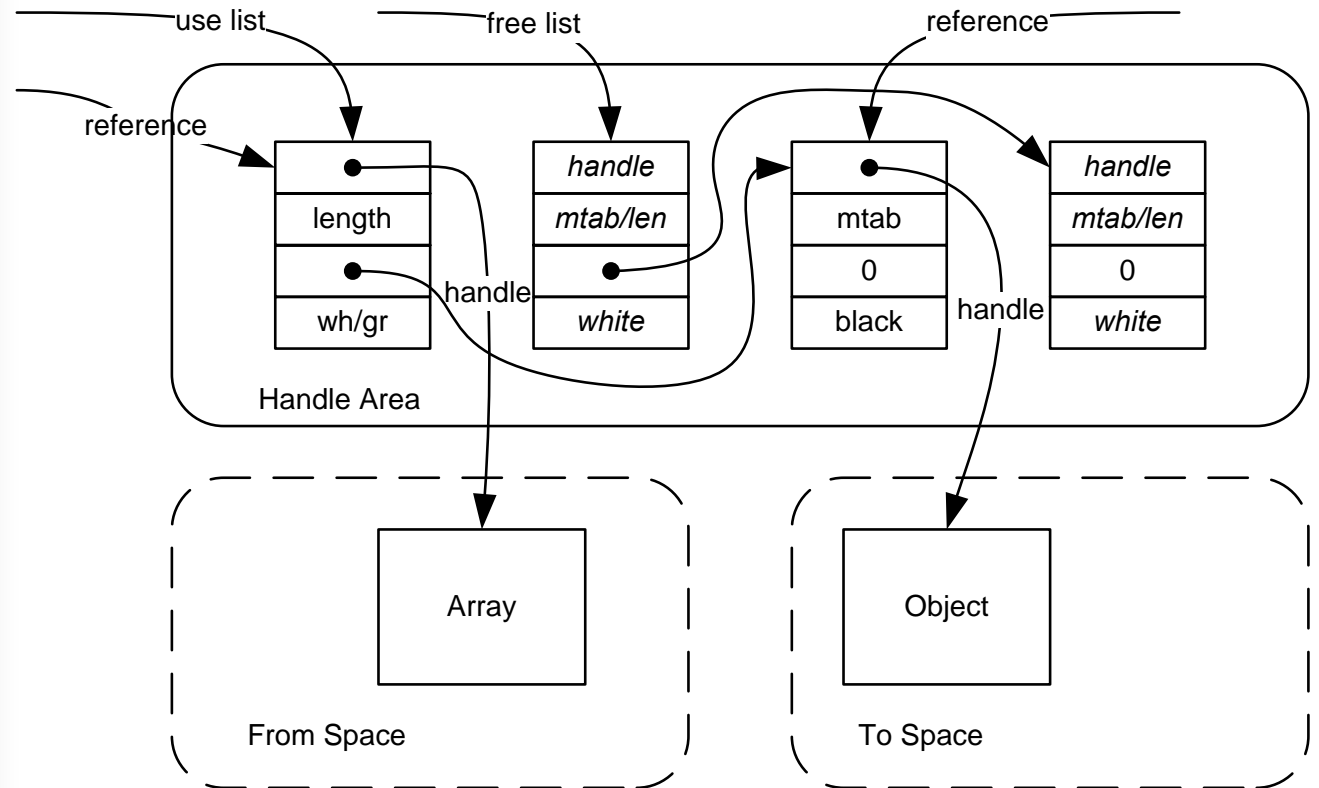 use list
free list
reference
reference
handle
handle
length
mtab/len
mtab
mtab/len
0
0
handle
handle
wh/gr
white
black
white
Handle Area
Array
Object
From Space
To Space